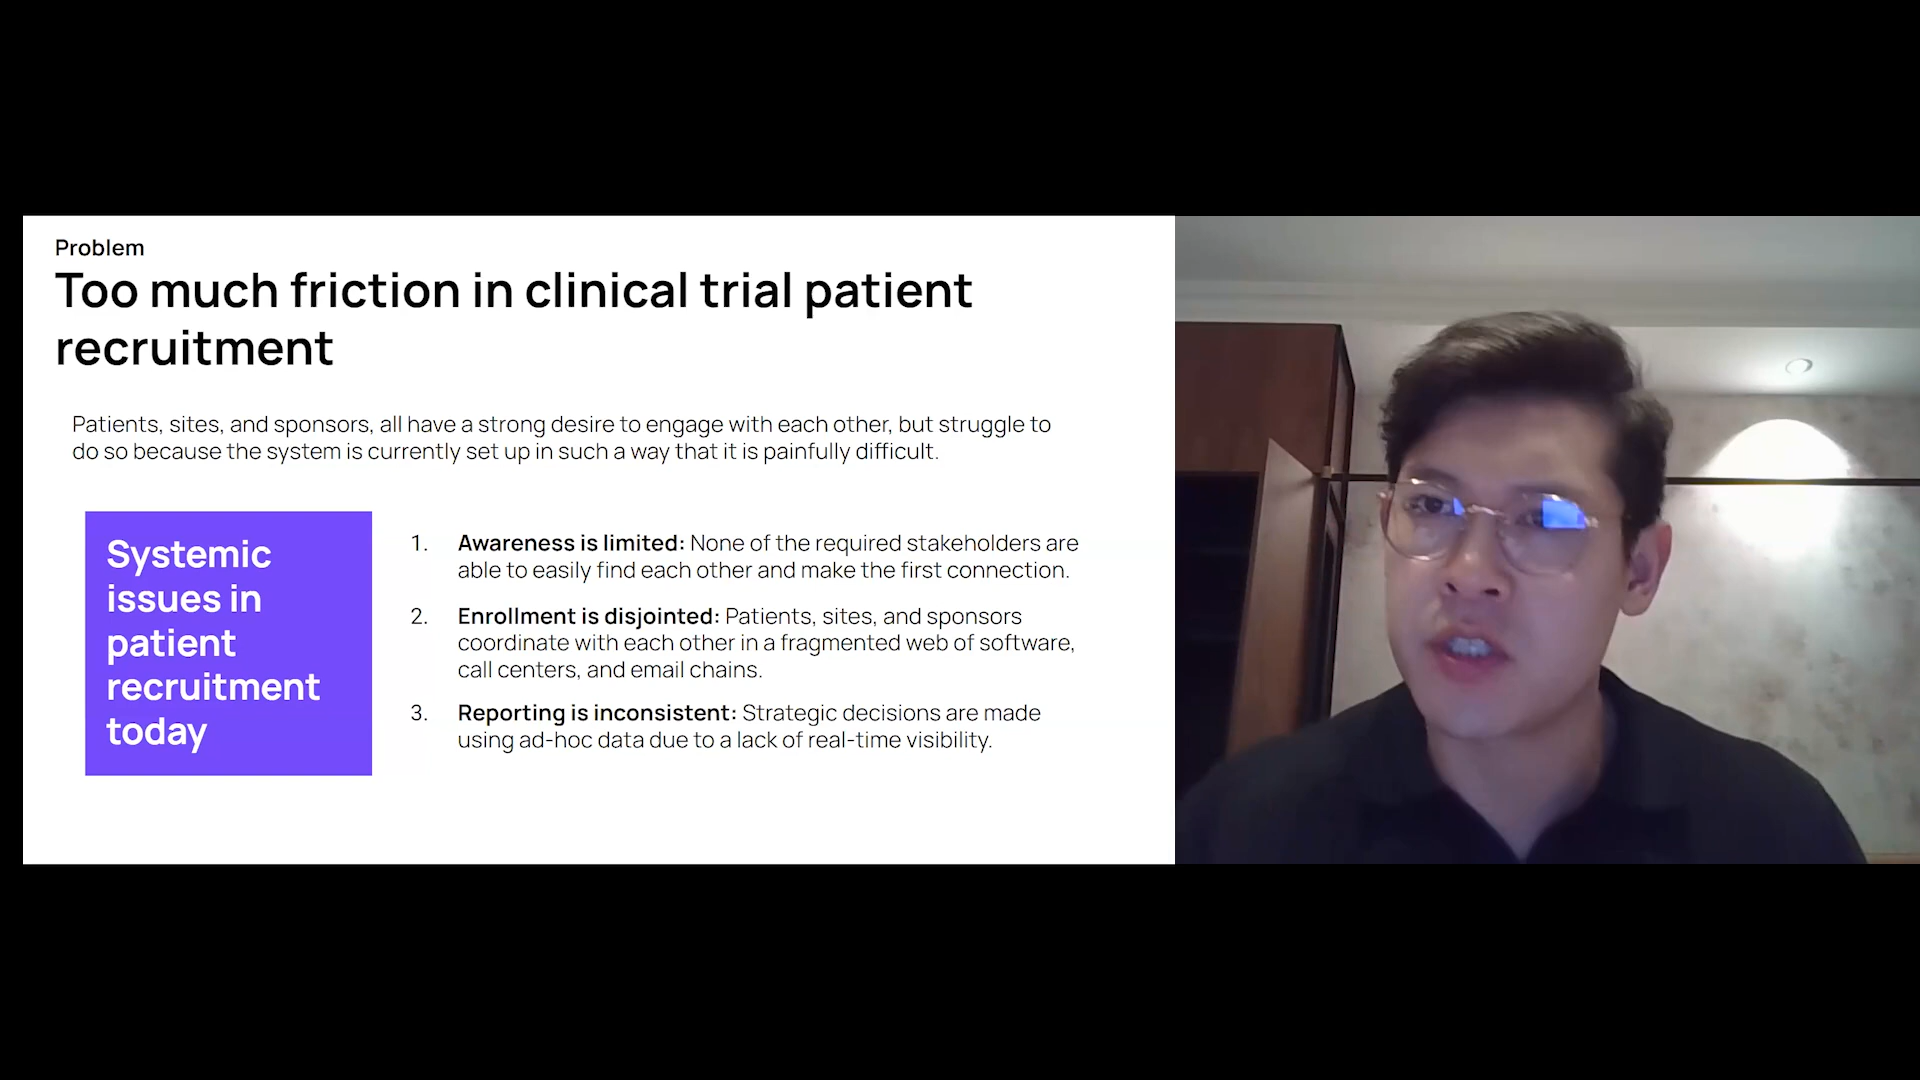 Problem
Too much friction in clinical trial patient
recruitment
Patients, sites, and sponsors, all have a strong desire to engage with each other, but struggle to
do so because the system is currently set up in such a way that it is painfully difficult.
Systemic
issues in
patient
recruitment
today
1. Awareness is limited: None of the required stakeholders are
able to easily find each other and make the first connection.
2. Enrollment is disjointed: Patients, sites, and sponsors
coordinate with each other in a fragmented web of software,
call centers, and email chains.
3. Reporting is inconsistent: Strategic decisions are made
using ad-hoc data due to a lack of real-time visibility.